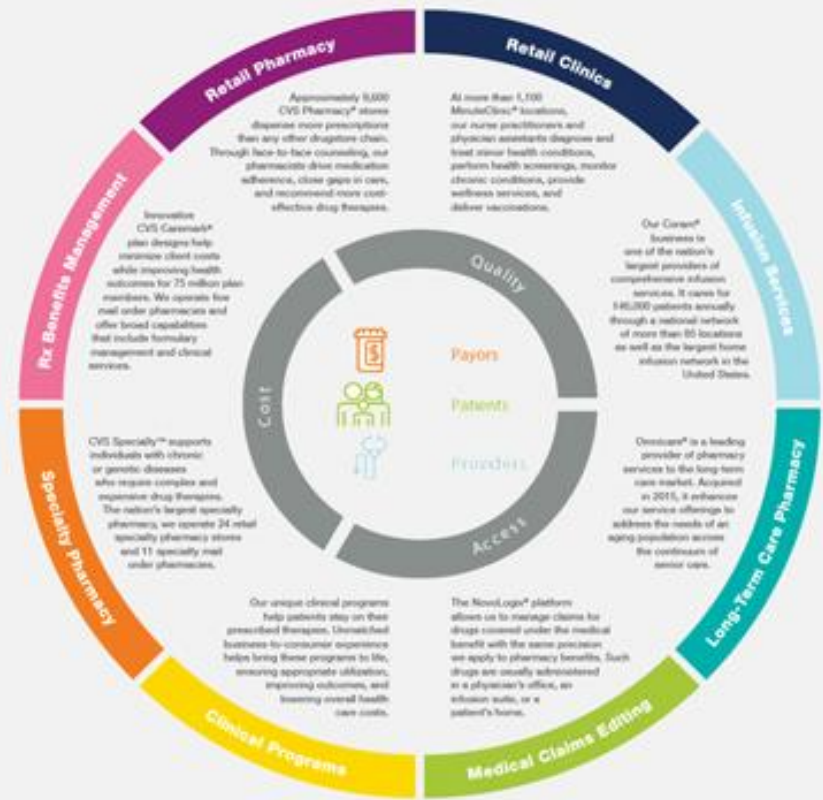 Retail Pharmacy
Approximately 9,600
CVS Pharmacy® stores
dispense more prescriptions
than any other drugstore chain.
Through face-to-face counseling, our
pharmacists drive medication
adherence, close gaps in care,
and recommend more cost-
effective drug therapies.
Retail Clinics
At more than 1,100
MinuteClinic® locations,
our nurse practitioners and
physician assistants diagnose and
treat minor health conditions,
perform health screenings, monitor
chronic conditions, provide
wellness services, and
deliver vaccinations.
Infusion Services
Our Coram®
business is
one of the nation's
largest providers of
comprehensive infusion
services. It cares for
140,000 patients annually
through a national network
of more than 85 locations
as well as the largest home
infusion network in the
United States.
Long-Term Care Pharmacy
Omnicare® is a leading
provider of pharmacy
services to the long-term
care market. Acquired
in 2015, it enhances
our service offerings to
address the needs of an
aging population across
the continuum of
senior care.
Medical Claims Editing
The NovoLogix® platform
allows us to manage claims for
drugs covered under the medical
benefit with the same precision
we apply to pharmacy benefits. Such
drugs are usually administered
in a physician's office, an
infusion suite, or a
patient's home.
Clinical Programs
Our unique clinical programs
help patients stay on their
prescribed therapies. Unmatched
business-to-consumer experience
helps bring these programs to life,
ensuring appropriate utilization,
improving outcomes, and
lowering overall health
care costs.
Specialty Pharmacy
CVS Specialty™ supports
individuals with chronic
or genetic diseases
who require complex and
expensive drug therapies.
The nation's largest specialty
pharmacy, we operate 24 retail
specialty pharmacy stores
and 11 specialty mail
order pharmacies.
Rx Benefits Management
Innovative
CVS Caremark®
plan designs help
minimize client costs
while improving health
outcomes for 75 million plan
members. We operate five
mail order pharmacies and
offer broad capabilities
that include formulary
management and clinical
services.
Quality
Access
Cost
$
Payors
Patients
Providers